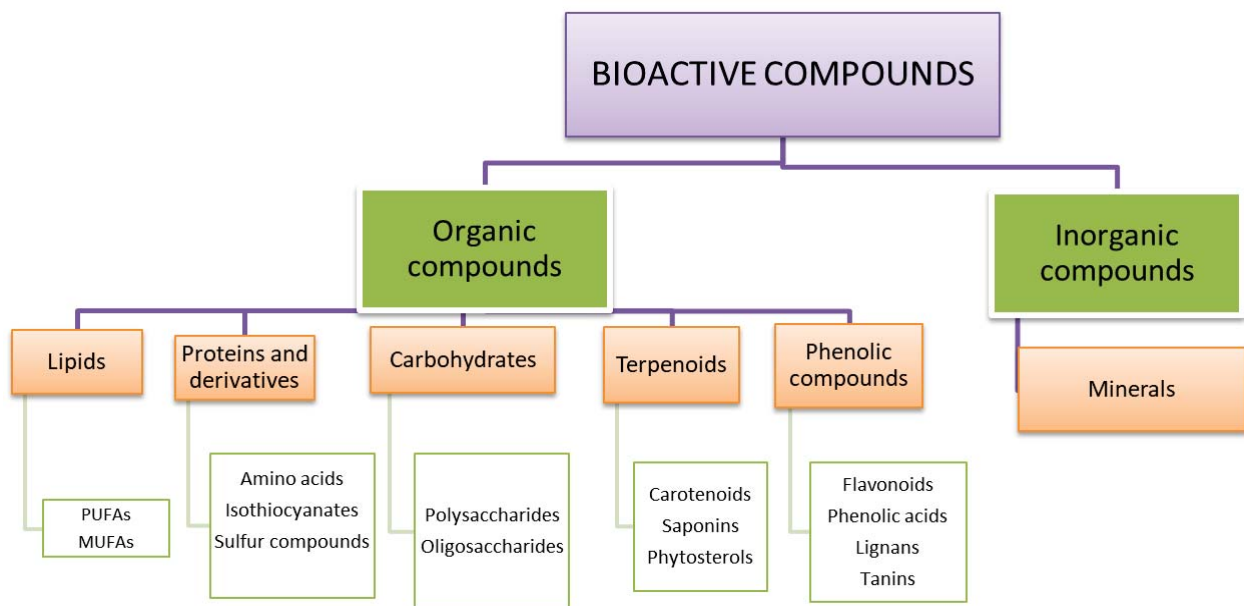 BIOACTIVE COMPOUNDS
Organic
compounds
Inorganic
compounds
Lipids
Proteins and
derivatives
Carbohydrates
Terpenoids
Phenolic
compounds
Minerals
PUFAs
MUFAs
Amino acids
Isothiocyanates
Sulfur compounds
Polysaccharides
Oligosaccharides
Carotenoids
Saponins
Phytosterols
Flavonoids
Phenolic acids
Lignans
Tanins